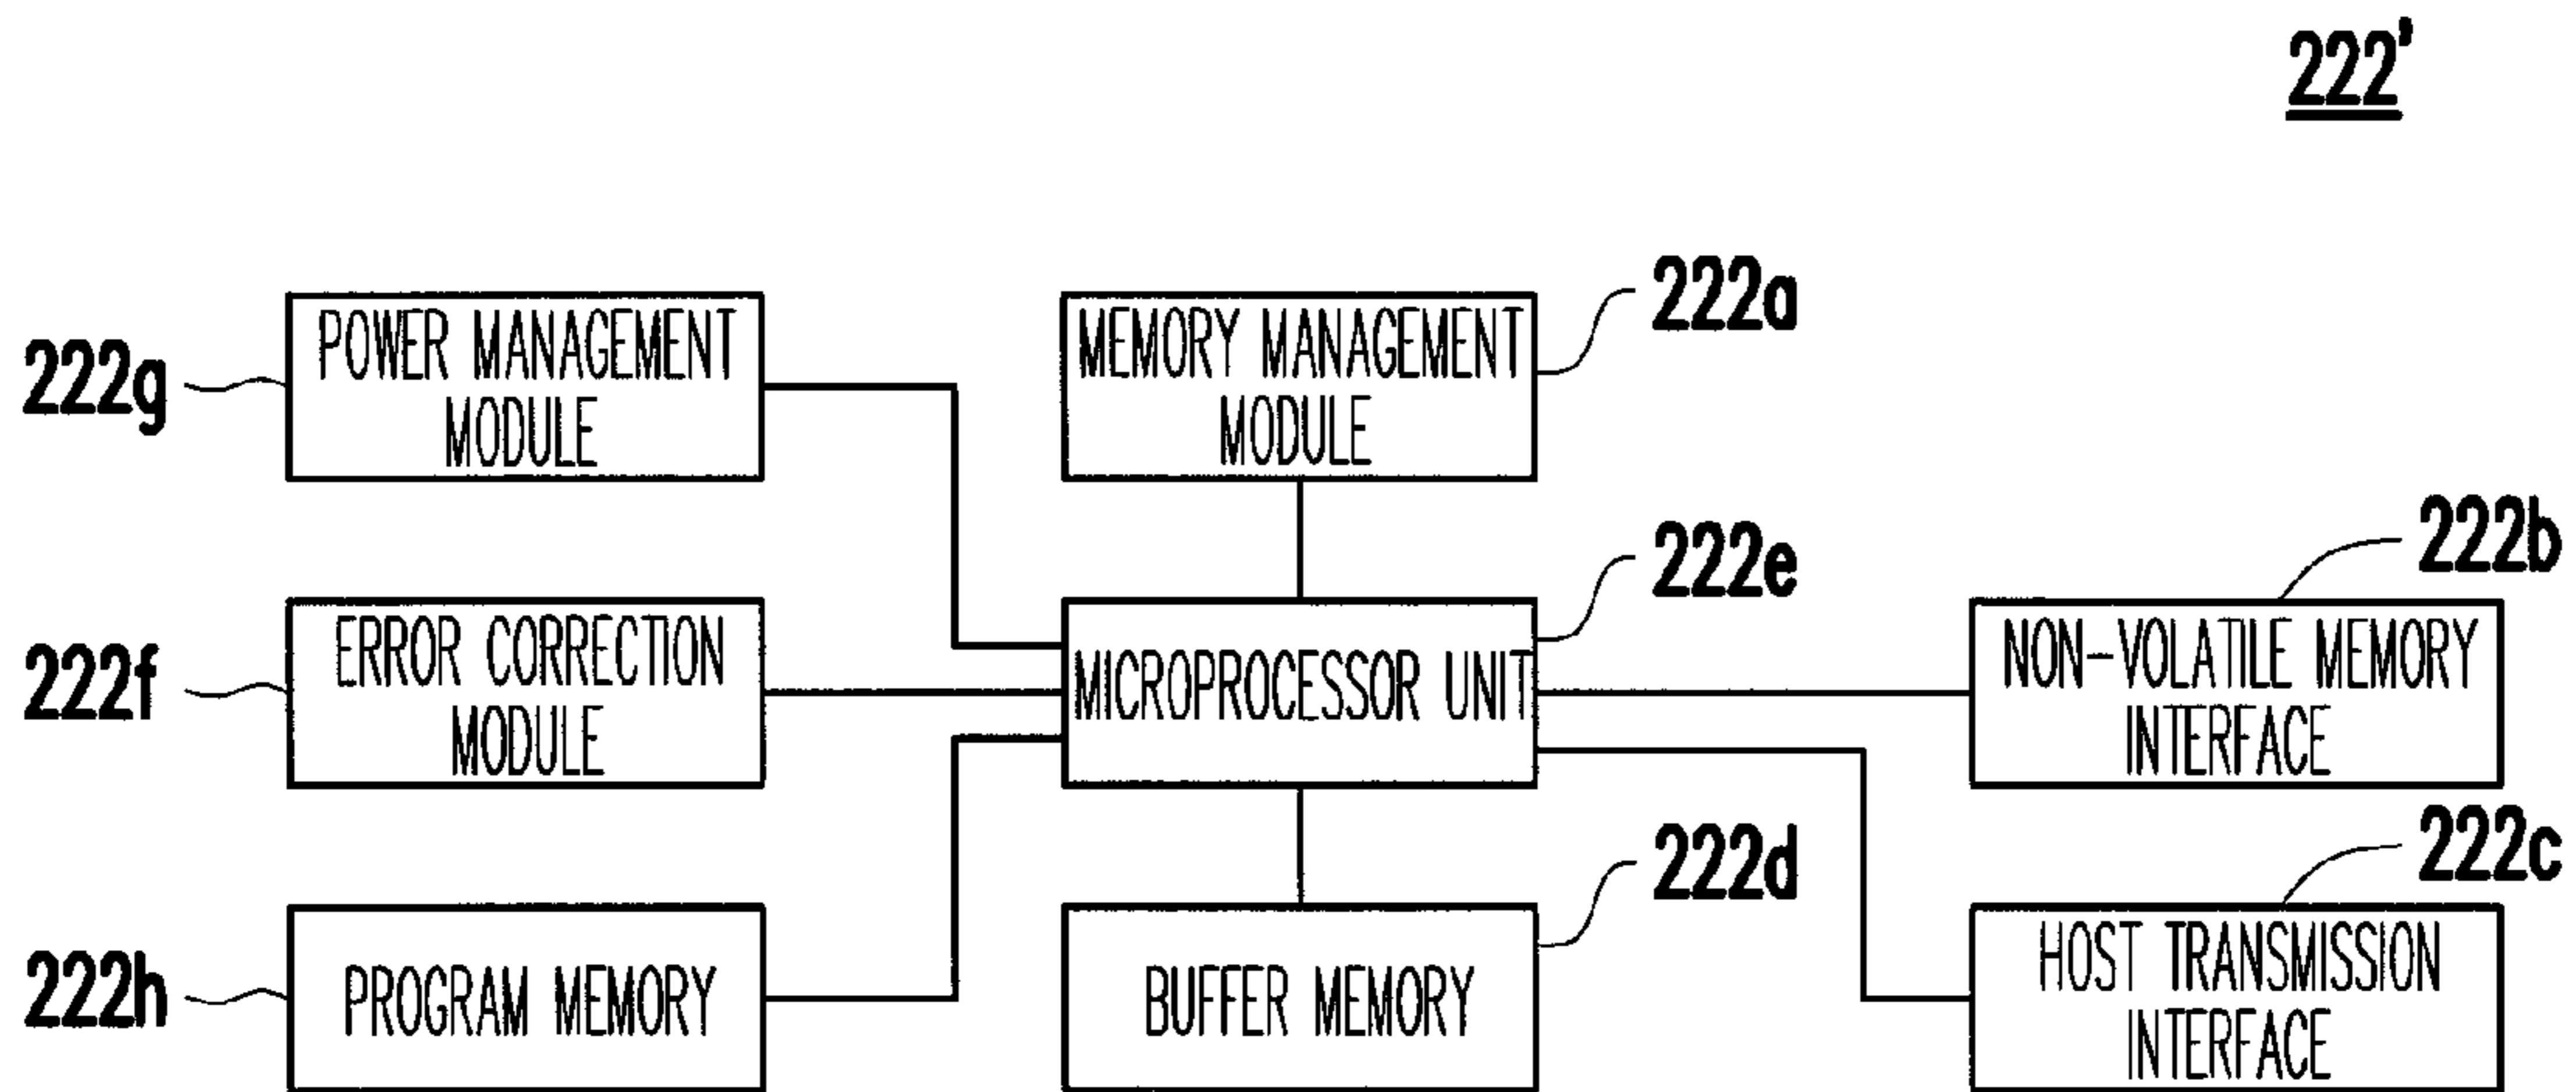 222'
222g
POWER MANAGEMENT
MODULE
MEMORY MANAGEMENT
MODULE
222a
222f
ERROR CORRECTION
MODULE
MICROPROCESSOR UNIT
222e
NON-VOLATILE MEMORY
INTERFACE
222b
222h
PROGRAM MEMORY
BUFFER MEMORY
222d
HOST TRANSMISSION
INTERFACE
222c